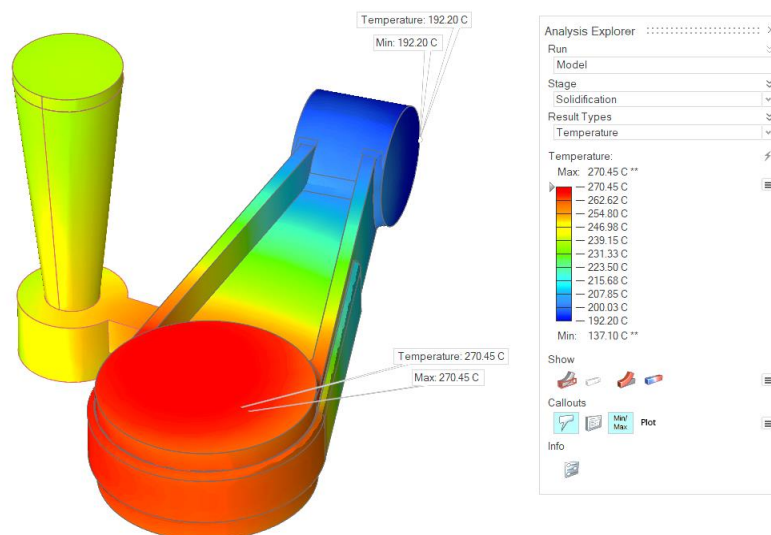 Temperature: 192.20 C
Min: 192.20 C
Temperature: 270.45 C
Max: 270.45 C
Analysis Explorer
Run
Model
Stage
Solidification
Result Types
Temperature
Temperature:
Max: 270.45 C **
270.45 C
262.62 C
254.80 C
246.98 C
239.15 C
231.33 C
223.50 C
215.68 C
207.85 C
200.03 C
192.20 C
Min: 137.10 C **
Show
Callouts
Min/
Max
Plot
Info